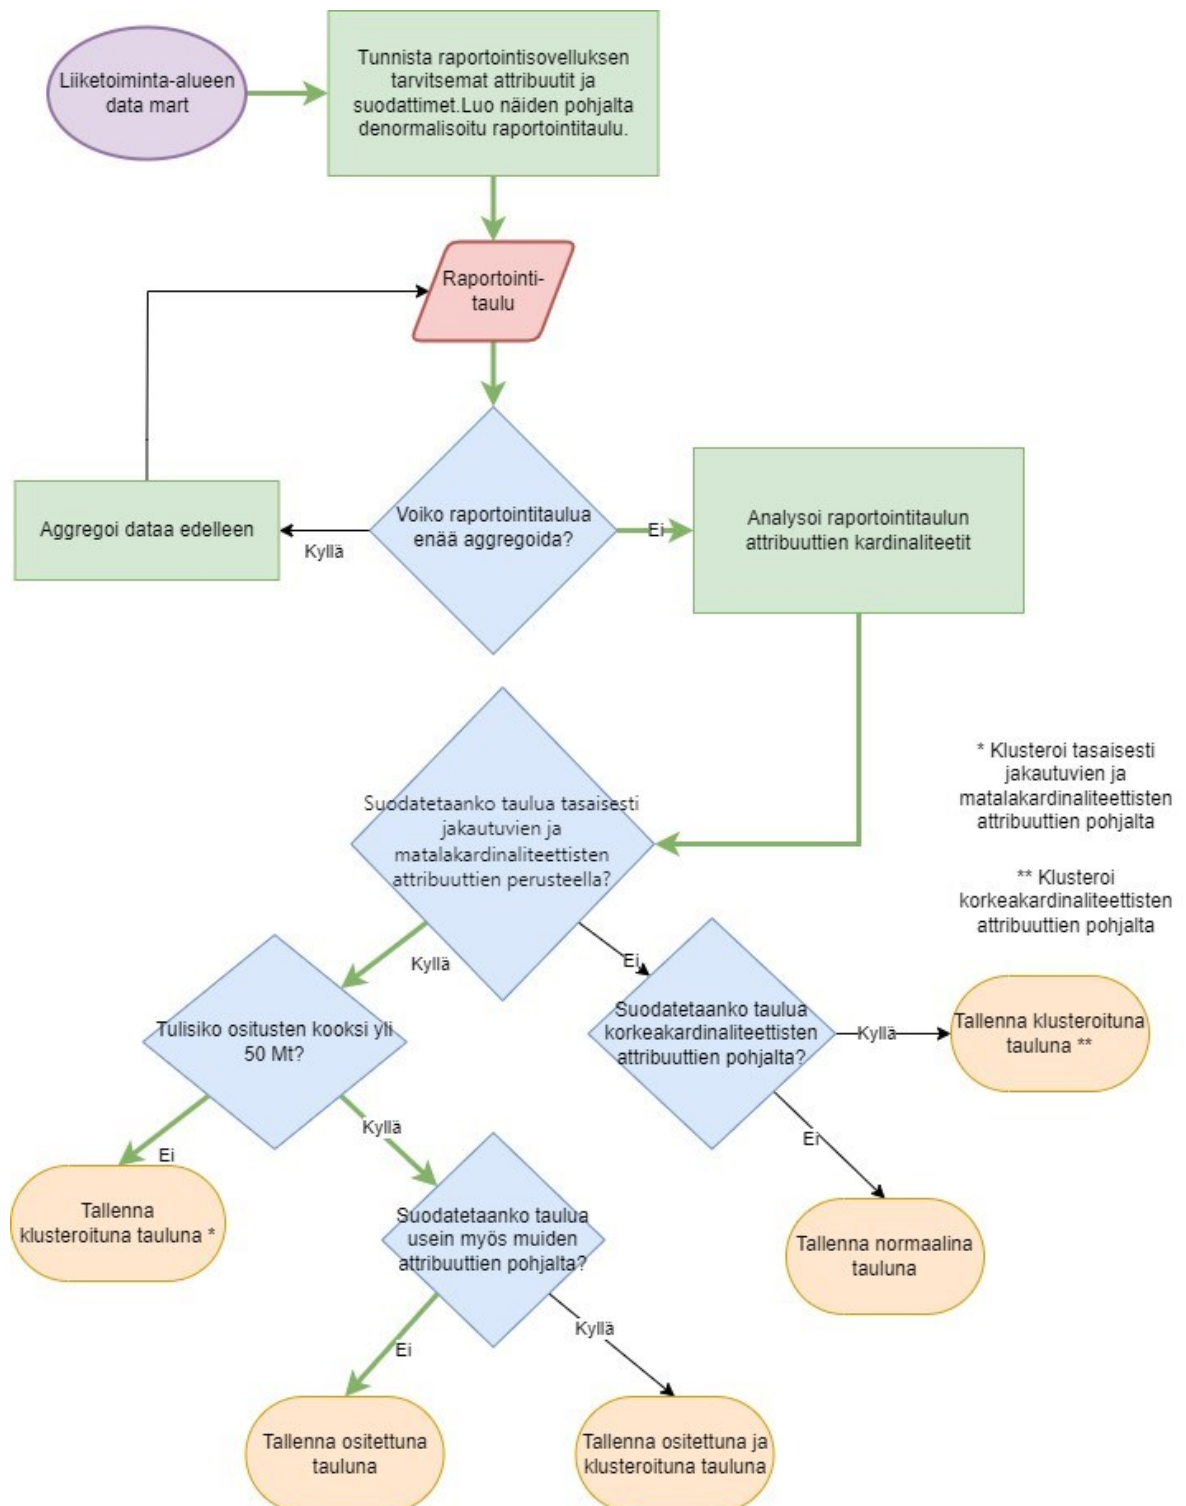 Liiketoiminta-alueen
data mart
Tunnista raportointisovelluksen
tarvitsemat attribuutit ja
suodattimet.Luo näiden pohjalta
denormalisoitu raportointitaulu.
Raportointi-
taulu
Voiko raportointitaulua
enää aggregoida?
Kyllä
Aggregoi dataa edelleen
Ei
Analysoi raportointitaulun
attribuuttien kardinaliteetit
Suodatetaanko taulua tasaisesti
jakautuvien ja
matalakardinaliteettisten
attribuuttien perusteella?
* Klusteroi tasaisesti
jakautuvien ja
matalakardinaliteettisten
attribuuttien pohjalta
** Klusteroi
korkeakardinaliteettisten
attribuuttien pohjalta
Kyllä
Ei
Tulisiko ositusten kooksi yli
50 Mt?
Suodatetaanko taulua
korkeakardinaliteettisten
attribuuttien pohjalta?
Kyllä
Tallenna klusteroituna
tauluna **
Ei
Kyllä
Ei
Tallenna
klusteroituna tauluna *
Suodatetaanko taulua
usein myös muiden
attribuuttien pohjalta?
Tallenna normaalina
tauluna
Ei
Kyllä
Tallenna ositettuna
tauluna
Tallenna ositettuna ja
klusteroituna tauluna